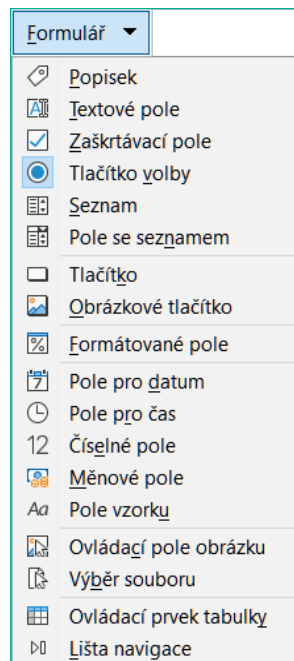 Formulář
Popisek
Textové pole
Zaškrtávací pole
Tlačítko volby
Seznam
Pole se seznamem
Tlačítko
Obrázkové tlačítko
Formátované pole
Pole pro datum
Pole pro čas
12 Číselné pole
Měnové pole
Aa Pole vzorku
Ovládací pole obrázku
Výběr souboru
Ovládací prvek tabulky
Lišta navigace